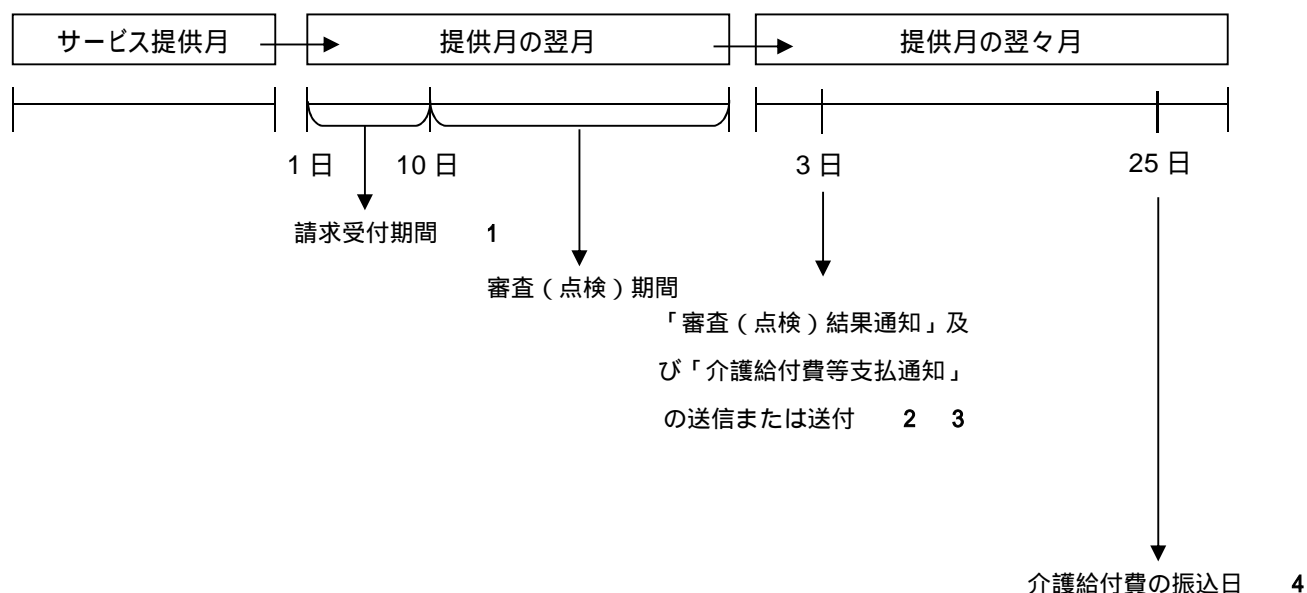 サービス提供月
提供月の翌月
提供月の翌々月
1日
10日
3日
25日
請求受付期間 1
審査(点検)期間
「審査(点検)結果通知」及
び「介護給付費等支払通知」
の送信または送付 2 3
介護給付費の振込日 4